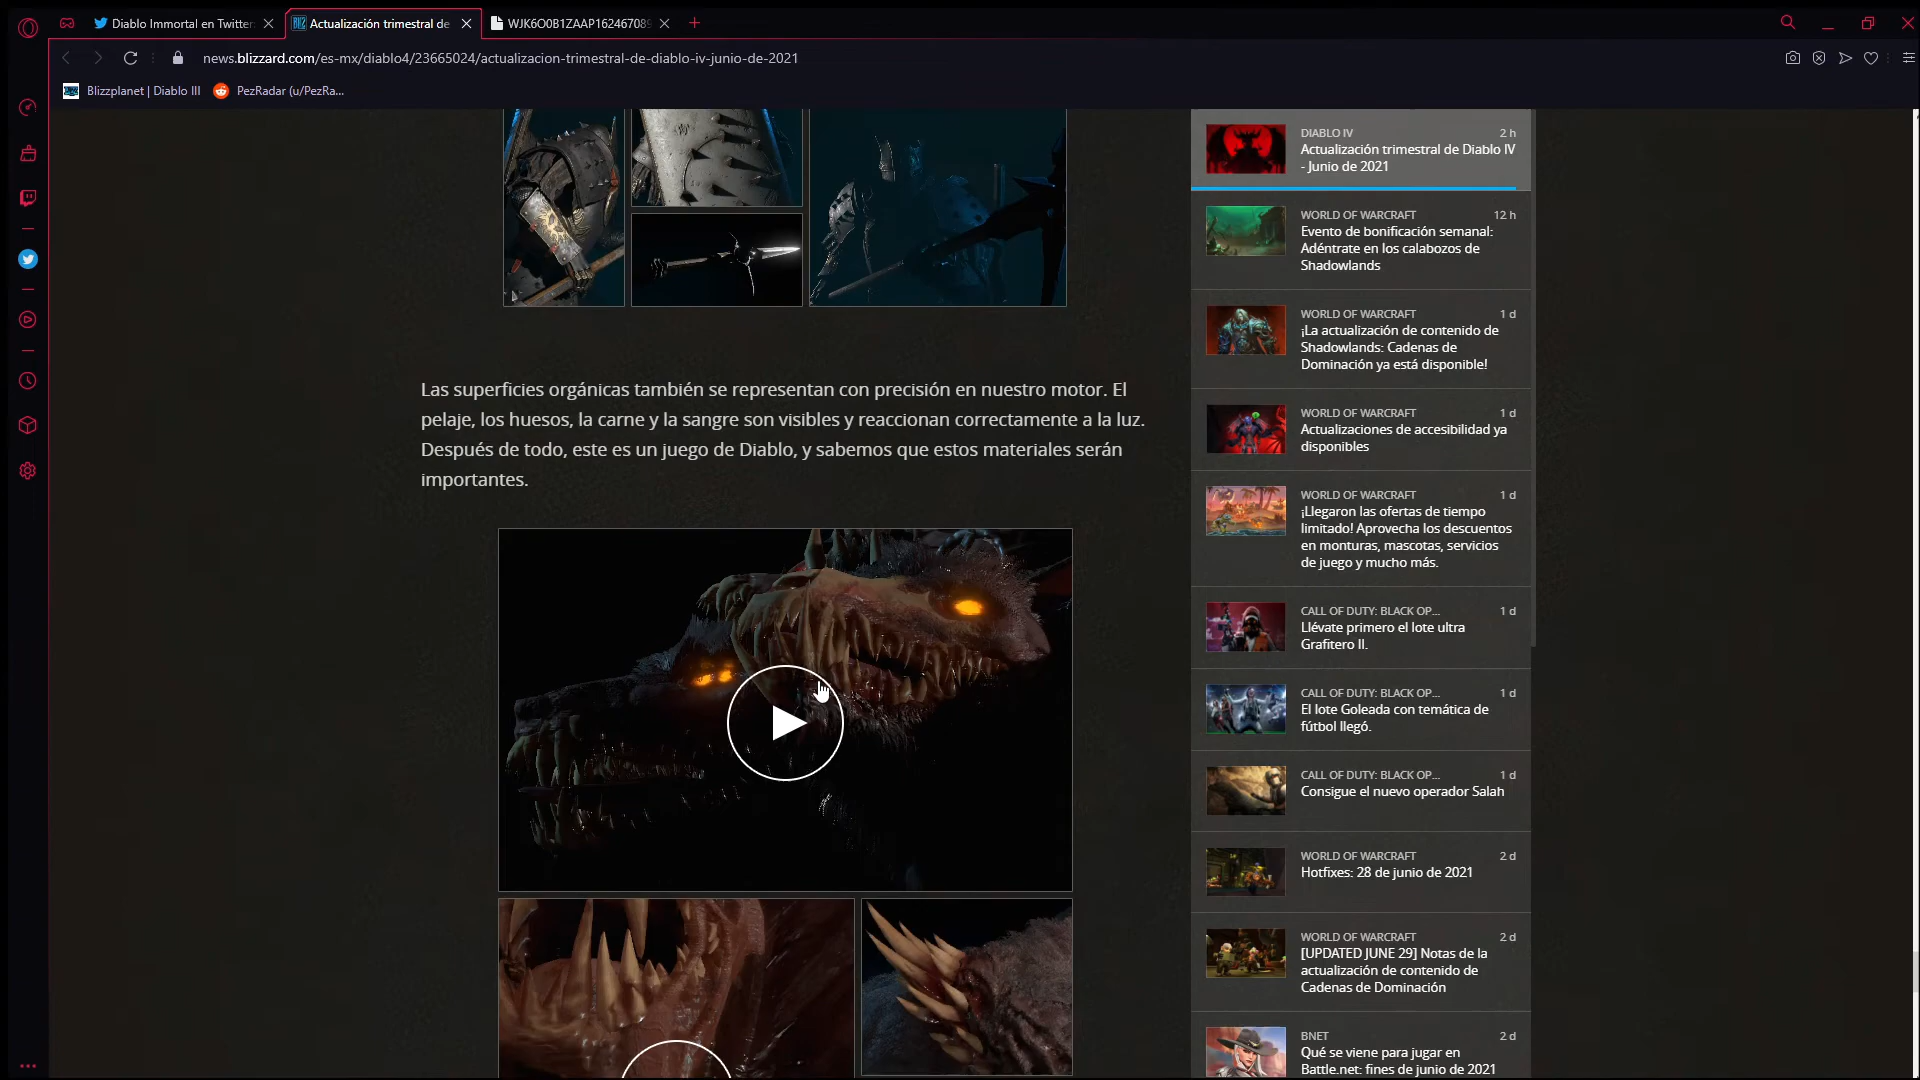 Diablo Immortal en Twitter:
Actualización trimestral de
WJK6O0B1ZAAP162467089
news.blizzard.com/es-mx/diablo4/23665024/actualizacion-trimestral-de-diablo-iv-junio-de-2021
Blizzplanet | Diablo III
PezRadar (u/PezRa...
Las superficies orgánicas también se representan con precisión en nuestro motor. El
pelaje, los huesos, la carne y la sangre son visibles y reaccionan correctamente a la luz.
Después de todo, este es un juego de Diablo, y sabemos que estos materiales serán
importantes.
DIABLO IV 2 h
Actualización trimestral de Diablo IV
- Junio de 2021
WORLD OF WARCRAFT 12 h
Evento de bonificación semanal:
Adéntrate en los calabozos de
Shadowlands
WORLD OF WARCRAFT 1 d
¡La actualización de contenido de
Shadowlands: Cadenas de
Dominación ya está disponible!
WORLD OF WARCRAFT 1 d
Actualizaciones de accesibilidad ya
disponibles
WORLD OF WARCRAFT 1 d
¡Llegaron las ofertas de tiempo
limitado! Aprovecha los descuentos
en monturas, mascotas, servicios
de juego y mucho más.
CALL OF DUTY: BLACK OP... 1 d
Llévate primero el lote ultra
Grafitero II.
CALL OF DUTY: BLACK OP... 1 d
El lote Goleada con temática de
fútbol llegó.
CALL OF DUTY: BLACK OP... 1 d
Consigue el nuevo operador Salah
WORLD OF WARCRAFT 2 d
Hotfixes: 28 de junio de 2021
WORLD OF WARCRAFT 2 d
[UPDATED JUNE 29] Notas de la
actualización de contenido de
Cadenas de Dominación
BNET 2 d
Qué se viene para jugar en
Battle.net: fines de junio de 2021